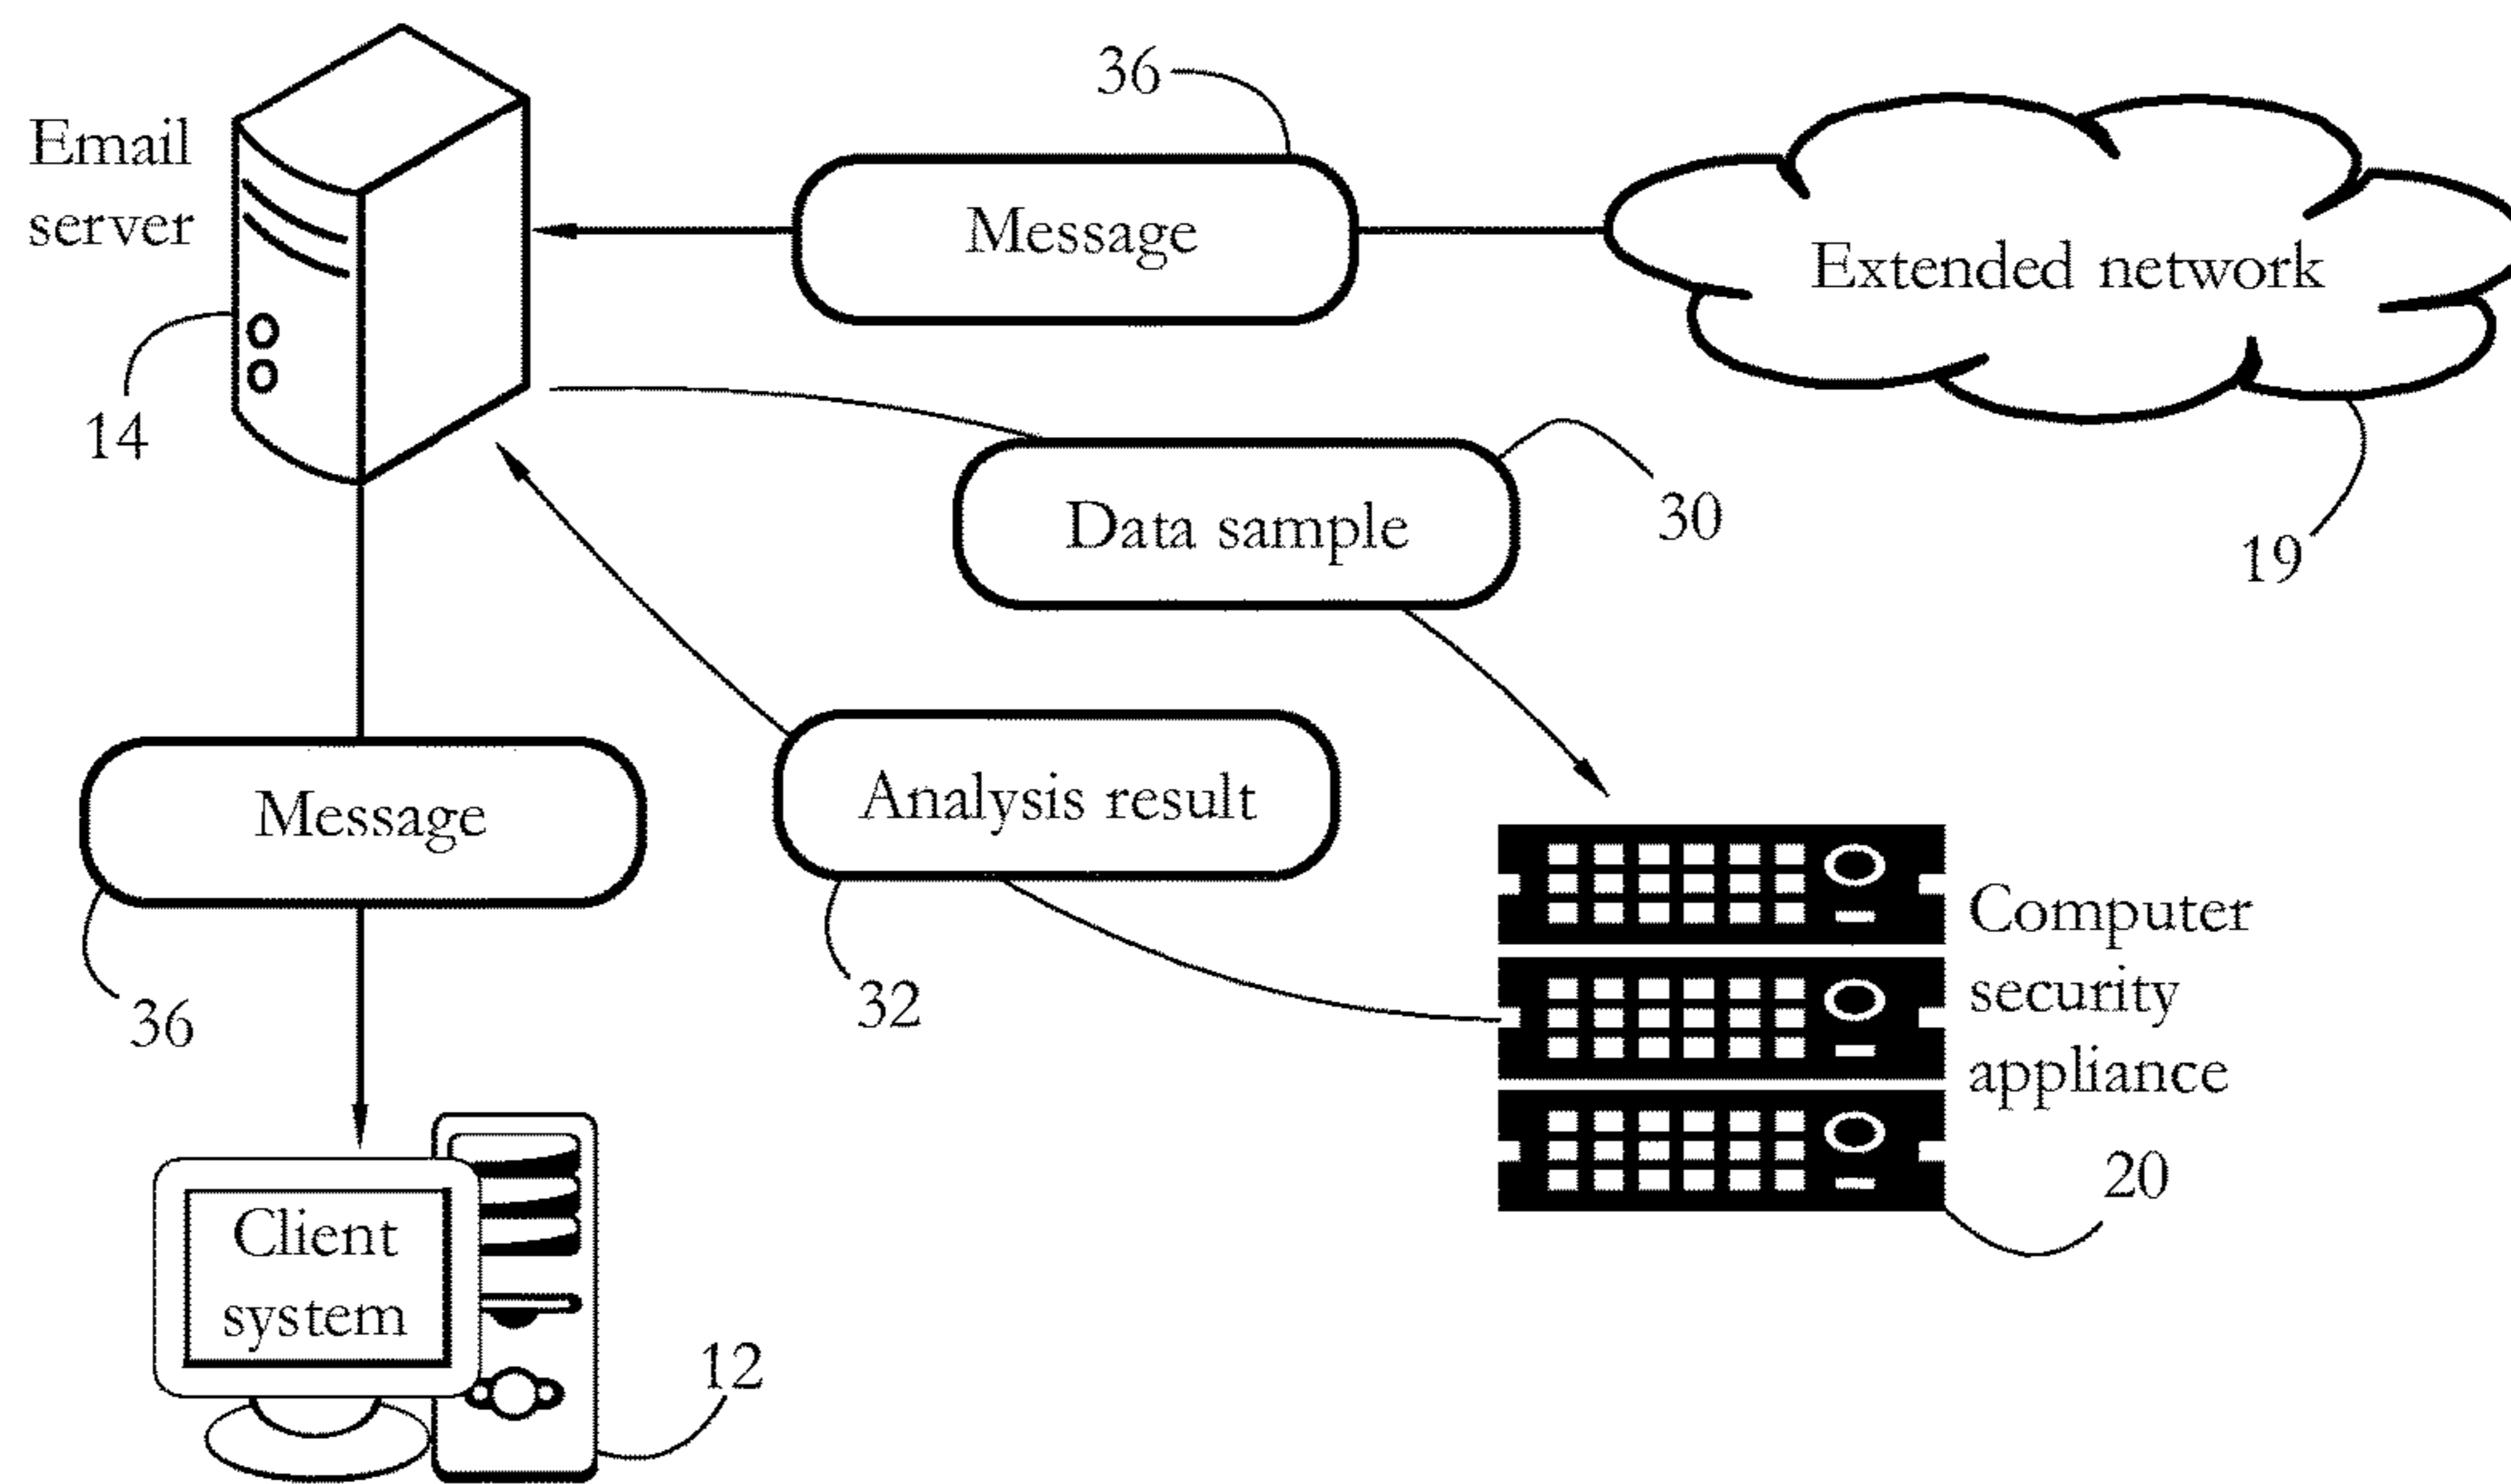 36
Email
server
Message
Extended network
14
Data sample
30
19
Analysis result
Message
32
36
Computer
security
appliance
20
Client
system
12